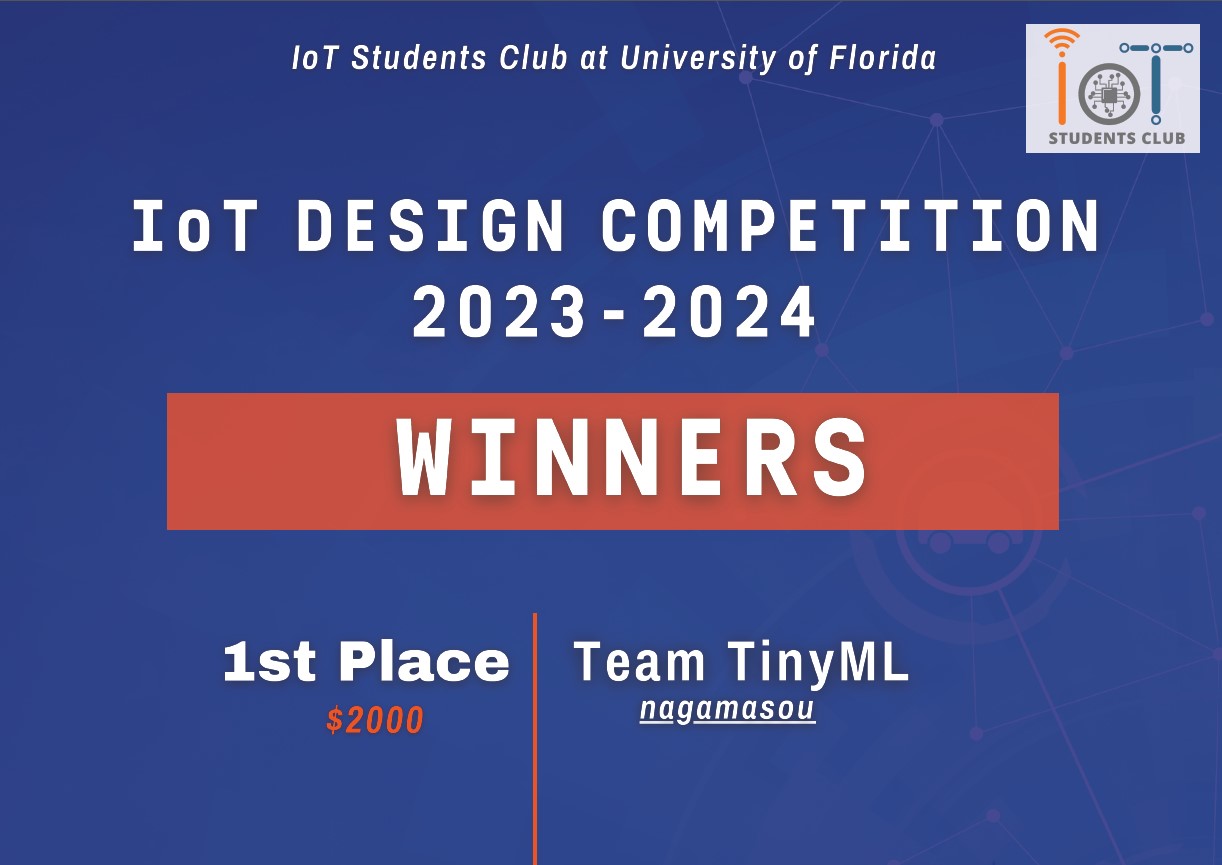 IoT Students Club at University of Florida
IoT
STUDENTS CLUB
IoT DESIGN COMPETITION
2023-2024
WINNERS
1st Place
$2000
Team TinyML
nagamasou